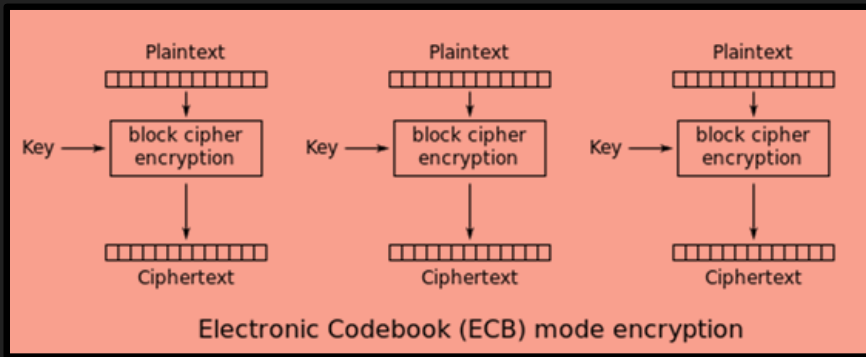 Plaintext Plaintext Plaintext
block cipher block cipher block cipher
Key Key Key
encryption encryption encryption
Ciphertext Ciphertext Ciphertext
Electronic Codebook (ECB) mode encryption